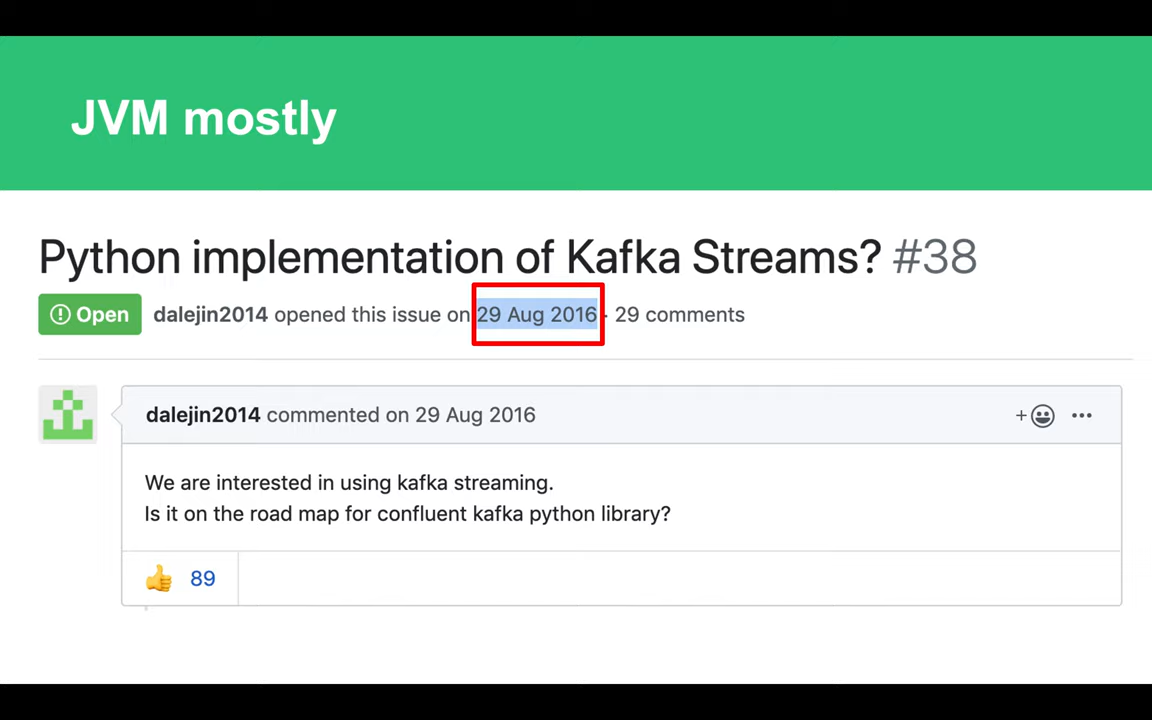 JVM mostly
Python implementation of Kafka Streams? #38
Open dalejin2014 opened this issue on 29 Aug 2016 · 29 comments
dalejin2014 commented on 29 Aug 2016
We are interested in using kafka streaming.
Is it on the road map for confluent kafka python library?
89